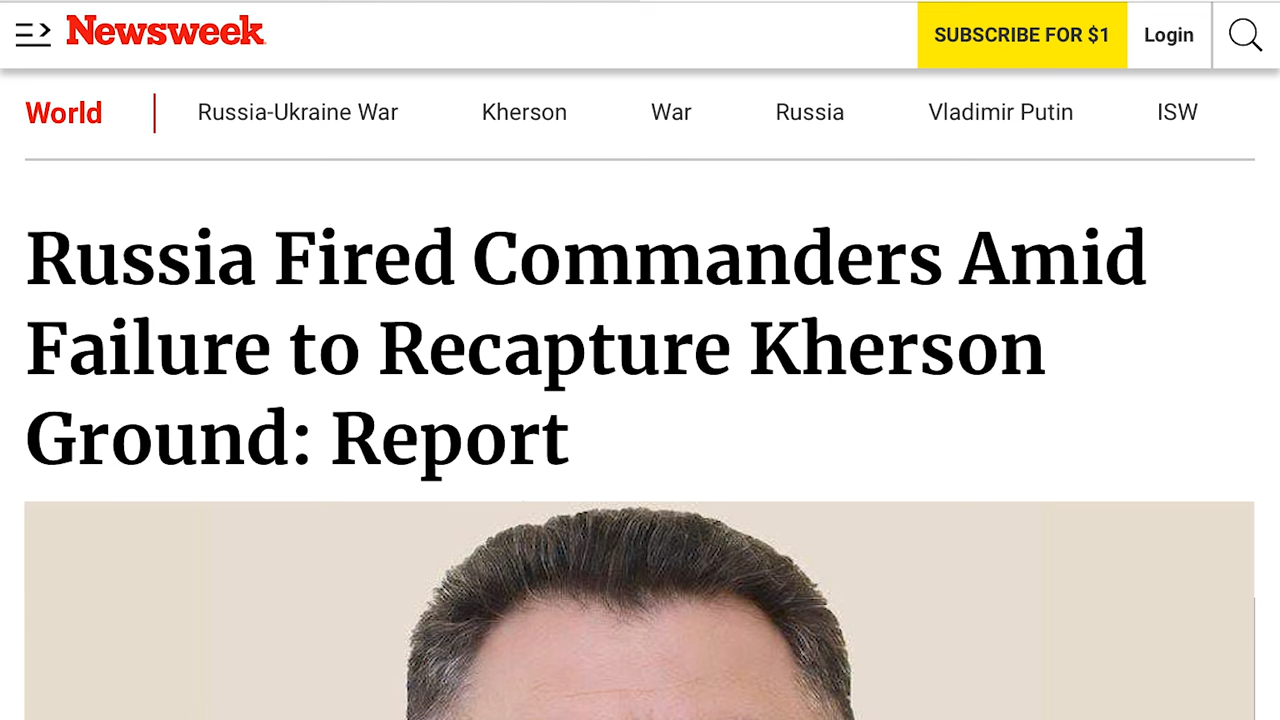 Newsweek
SUBSCRIBE FOR $1
Login
World
Russia-Ukraine War
Kherson
War
Russia
Vladimir Putin
ISW
Russia Fired Commanders Amid
Failure to Recapture Kherson
Ground: Report